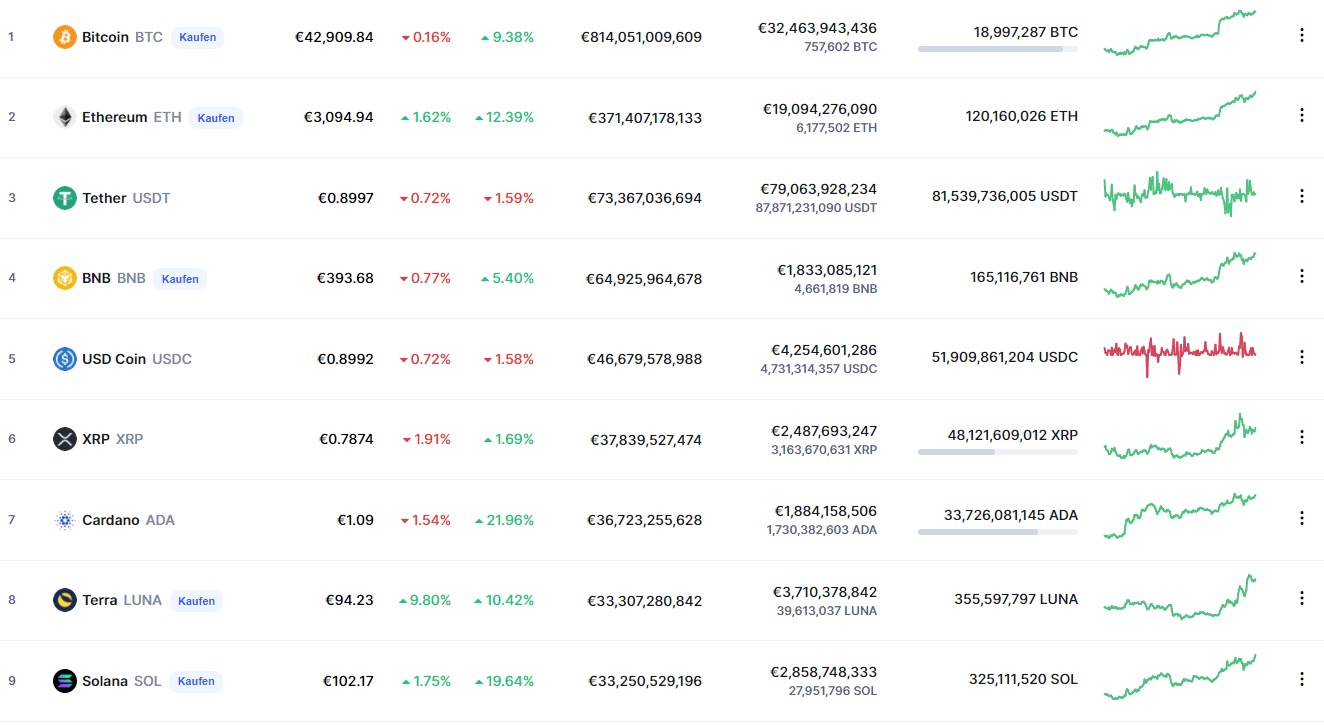 1 Bitcoin BTC Kaufen €42,909.84 0.16% 9.38% €814,051,009,609 €32,463,943,436 18,997,287 BTC
757,602 BTC
2 Ethereum ETH Kaufen €3,094.94 1.62% 12.39% €371,407,178,133 €19,094,276,090 120,160,026 ETH
6,177,502 ETH
3 Tether USDT €0.8997 0.72% 1.59% €73,367,036,694 €79,063,928,234 81,539,736,005 USDT
87,871,231,090 USDT
4 BNB BNB Kaufen €393.68 0.77% 5.40% €64,925,964,678 €1,833,085,121 165,116,761 BNB
4,661,819 BNB
5 USD Coin USDC €0.8992 0.72% 1.58% €46,679,578,988 €4,254,601,286 51,909,861,204 USDC
4,731,314,357 USDC
6 XRP XRP €0.7874 1.91% 1.69% €37,839,527,474 €2,487,693,247 48,121,609,012 XRP
3,163,670,631 XRP
7 Cardano ADA €1.09 1.54% 21.96% €36,723,255,628 €1,884,158,506 33,726,081,145 ADA
1,730,382,603 ADA
8 Terra LUNA Kaufen €94.23 9.80% 10.42% €33,307,280,842 €3,710,378,842 355,597,797 LUNA
39,613,037 LUNA
9 Solana SOL Kaufen €102.17 1.75% 19.64% €33,250,529,196 €2,858,748,333 325,111,520 SOL
27,951,796 SOL